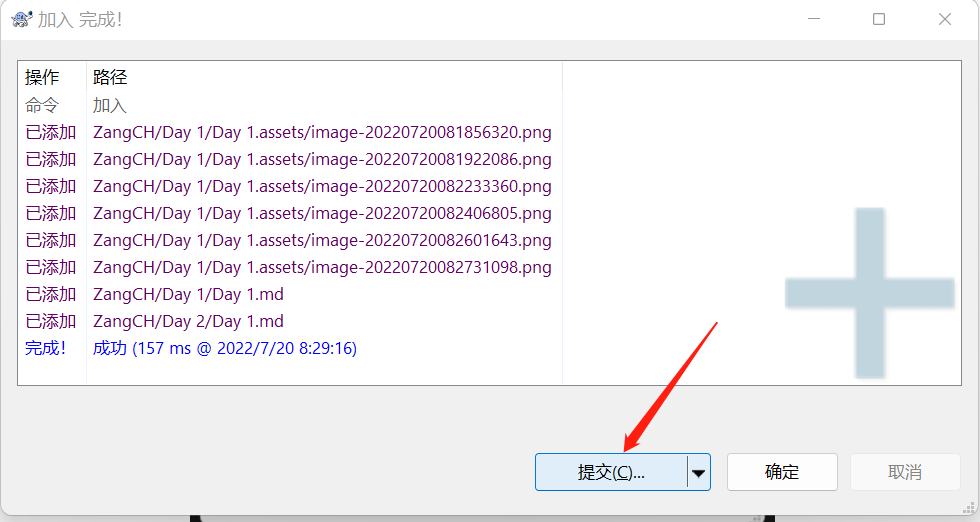 加入 完成！
操作 路径
命令 加入
已添加 ZangCH/Day 1/Day 1.assets/image-20220720081856320.png
已添加 ZangCH/Day 1/Day 1.assets/image-20220720081922086.png
已添加 ZangCH/Day 1/Day 1.assets/image-20220720082233360.png
已添加 ZangCH/Day 1/Day 1.assets/image-20220720082406805.png
已添加 ZangCH/Day 1/Day 1.assets/image-20220720082601643.png
已添加 ZangCH/Day 1/Day 1.assets/image-20220720082731098.png
已添加 ZangCH/Day 1/Day 1.md
已添加 ZangCH/Day 2/Day 1.md
完成！ 成功 (157 ms @ 2022/7/20 8:29:16)
提交(C)... 确定 取消